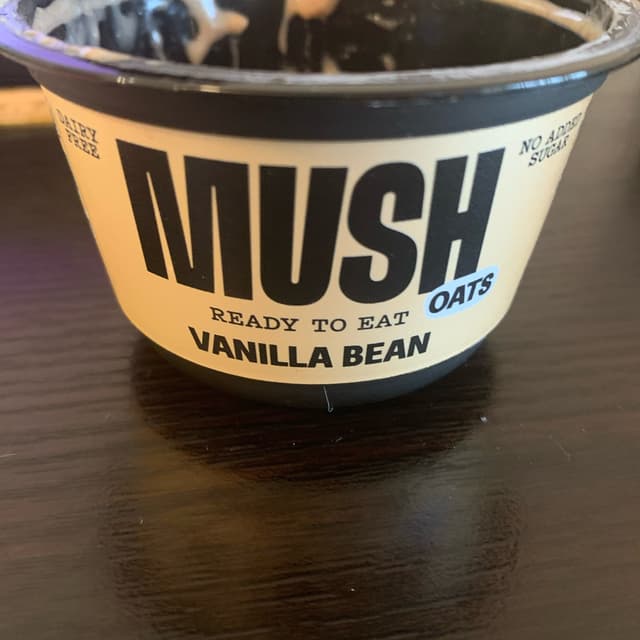 DAIRY
FREE
NO ADDED
SUGAR
MUSH
OATS
READY TO EAT
VANILLA BEAN